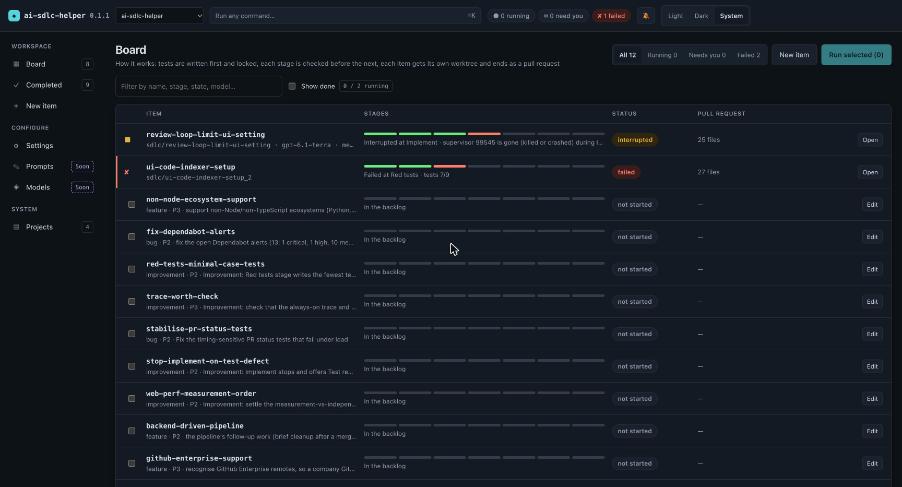 ai-sdlc-helper 0.1.1
ai-sdlc-helper
Run any command...
⌘K
0 running
0 need you
✘ 1 failed
Light Dark System
WORKSPACE
Board 8
Completed 9
New item
CONFIGURE
Settings
Prompts Soon
Models Soon
SYSTEM
Projects 4
Board
How it works: tests are written first and locked, each stage is checked before the next, each item gets its own worktree and ends as a pull request
All 12 Running 0 Needs you 0 Failed 2
New item
Run selected (0)
Filter by name, stage, state, model...
Show done
0 / 2 running
ITEM STAGES STATUS PULL REQUEST
review-loop-limit-ui-setting
sdlc/review-loop-limit-ui-setting · gpt-6.1-terra · me...
Interrupted at Implement · supervisor 99545 is gone (killed or crashed) during I...
interrupted
25 files
Open
ui-code-indexer-setup
sdlc/ui-code-indexer-setup_2
Failed at Red tests · tests 7/9
failed
27 files
Open
non-node-ecosystem-support
feature · P3 · support non-Node/non-TypeScript ecosystems (Python,...
In the backlog
not started
—
Edit
fix-dependabot-alerts
bug · P2 · fix the open Dependabot alerts (13: 1 critical, 1 high, 10 me...
In the backlog
not started
—
Edit
red-tests-minimal-case-tests
improvement · P2 · Improvement: Red tests stage writes the fewest te...
In the backlog
not started
—
Edit
trace-worth-check
improvement · P3 · Improvement: check that the always-on trace and ...
In the backlog
not started
—
Edit
stabilise-pr-status-tests
bug · P2 · Fix the timing-sensitive PR status tests that fail under load
In the backlog
not started
—
Edit
stop-implement-on-test-defect
improvement · P2 · Improvement: implement stops and offers Test re...
In the backlog
not started
—
Edit
web-perf-measurement-order
improvement · P2 · Improvement: settle the measurement-vs-indepen...
In the backlog
not started
—
Edit
backend-driven-pipeline
feature · P2 · the pipeline's follow-up work (brief cleanup after a merg...
In the backlog
not started
—
Edit
github-enterprise-support
feature · P3 · recognise GitHub Enterprise remotes, so a company Git...
In the backlog
not started
—
Edit